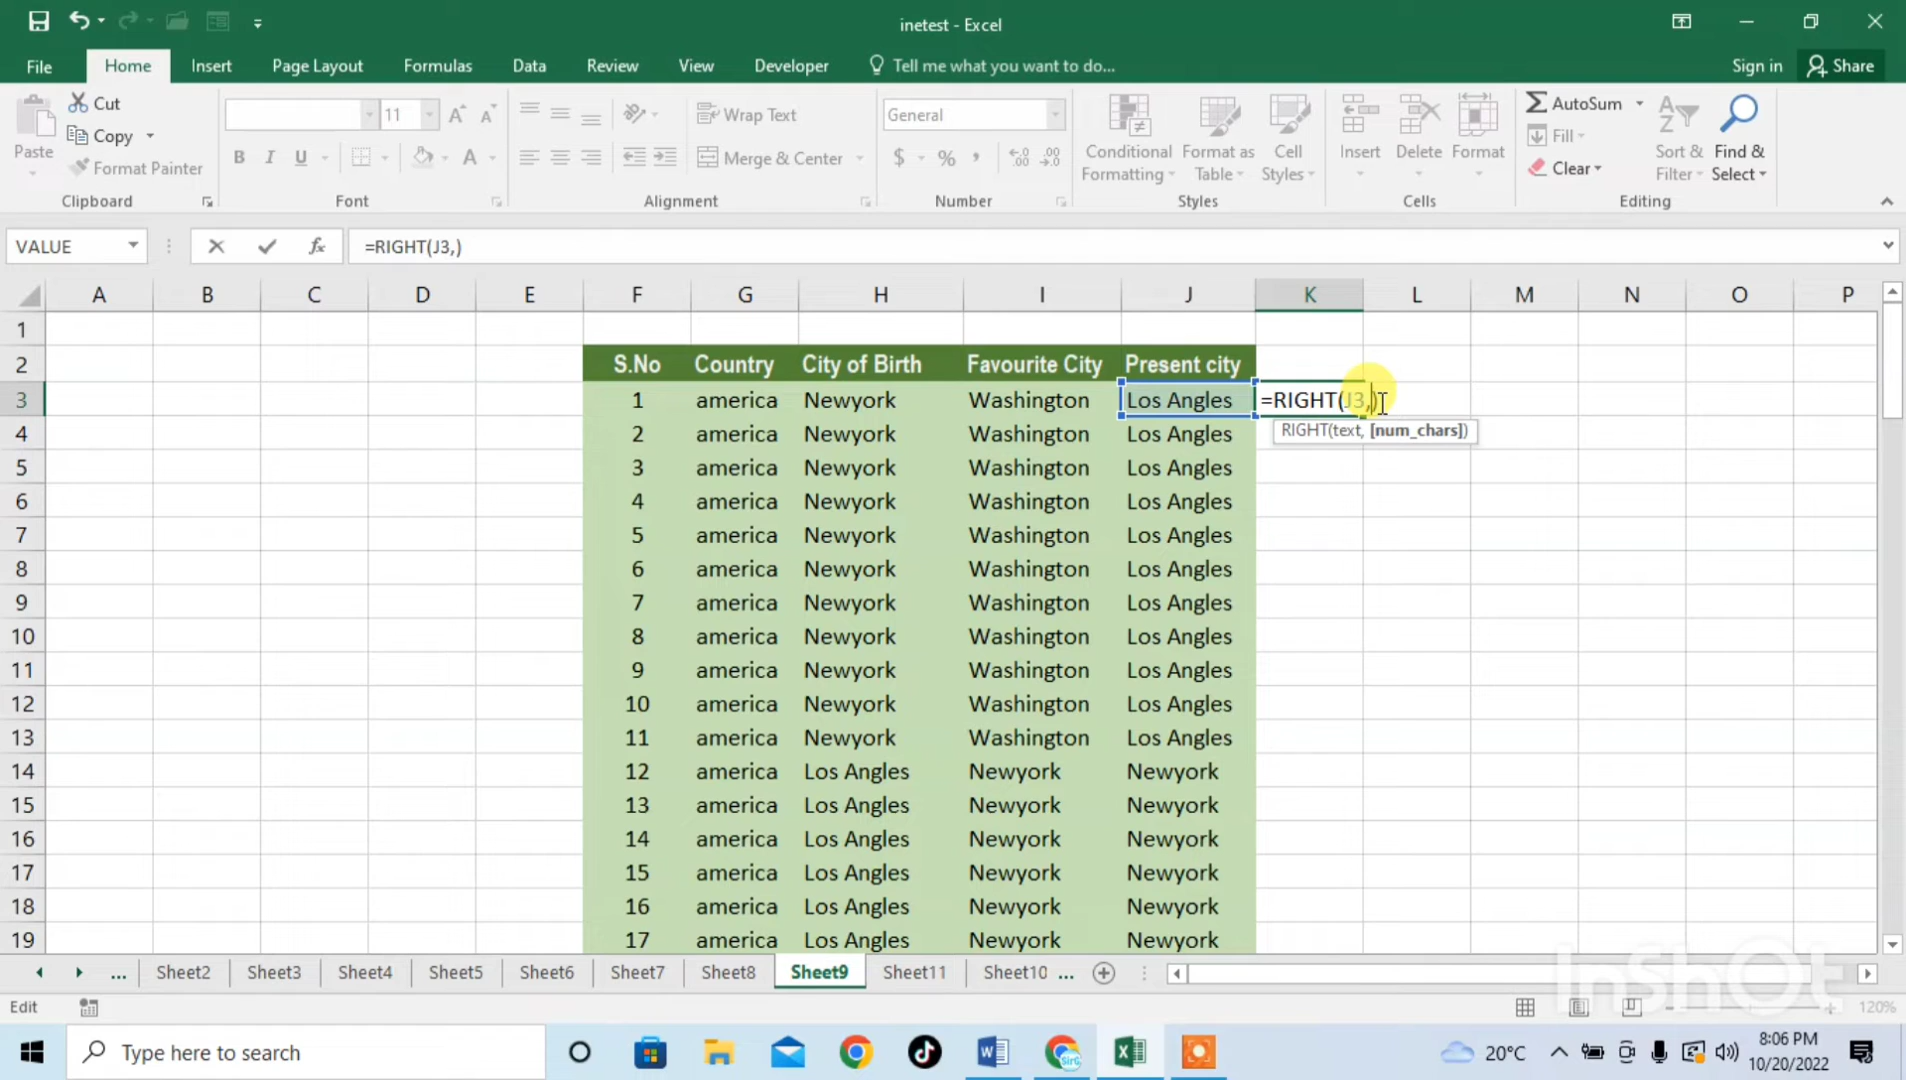 inetest - Excel
File Home Insert Page Layout Formulas Data Review View Developer Tell me what you want to do... Sign in Share
Paste Cut Copy Format Painter
Clipboard
11 B I U A
Font
Wrap Text
Merge & Center
Alignment
General
$ % ,
Number
Conditional Formatting Format as Table Cell Styles
Styles
Insert Delete Format
Cells
AutoSum Fill Clear
Sort & Filter Find & Select
Editing
VALUE fx =RIGHT(J3,)
A B C D E F G H I J K L M N O P
1
2 S.No Country City of Birth Favourite City Present city
3 1 america Newyork Washington Los Angles =RIGHT(J3,)
RIGHT(text, [num_chars])
4 2 america Newyork Washington Los Angles
5 3 america Newyork Washington Los Angles
6 4 america Newyork Washington Los Angles
7 5 america Newyork Washington Los Angles
8 6 america Newyork Washington Los Angles
9 7 america Newyork Washington Los Angles
10 8 america Newyork Washington Los Angles
11 9 america Newyork Washington Los Angles
12 10 america Newyork Washington Los Angles
13 11 america Newyork Washington Los Angles
14 12 america Los Angles Newyork Newyork
15 13 america Los Angles Newyork Newyork
16 14 america Los Angles Newyork Newyork
17 15 america Los Angles Newyork Newyork
18 16 america Los Angles Newyork Newyork
19 17 america Los Angles Newyork Newyork
... Sheet2 Sheet3 Sheet4 Sheet5 Sheet6 Sheet7 Sheet8 Sheet9 Sheet11 Sheet10 ...
InShOt
Edit 120%
Type here to search 20°C 8:06 PM
10/20/2022